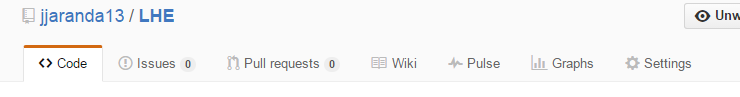 jjaranda13 / LHE
Unw
Code Issues 0 Pull requests 0 Wiki Pulse Graphs Settings